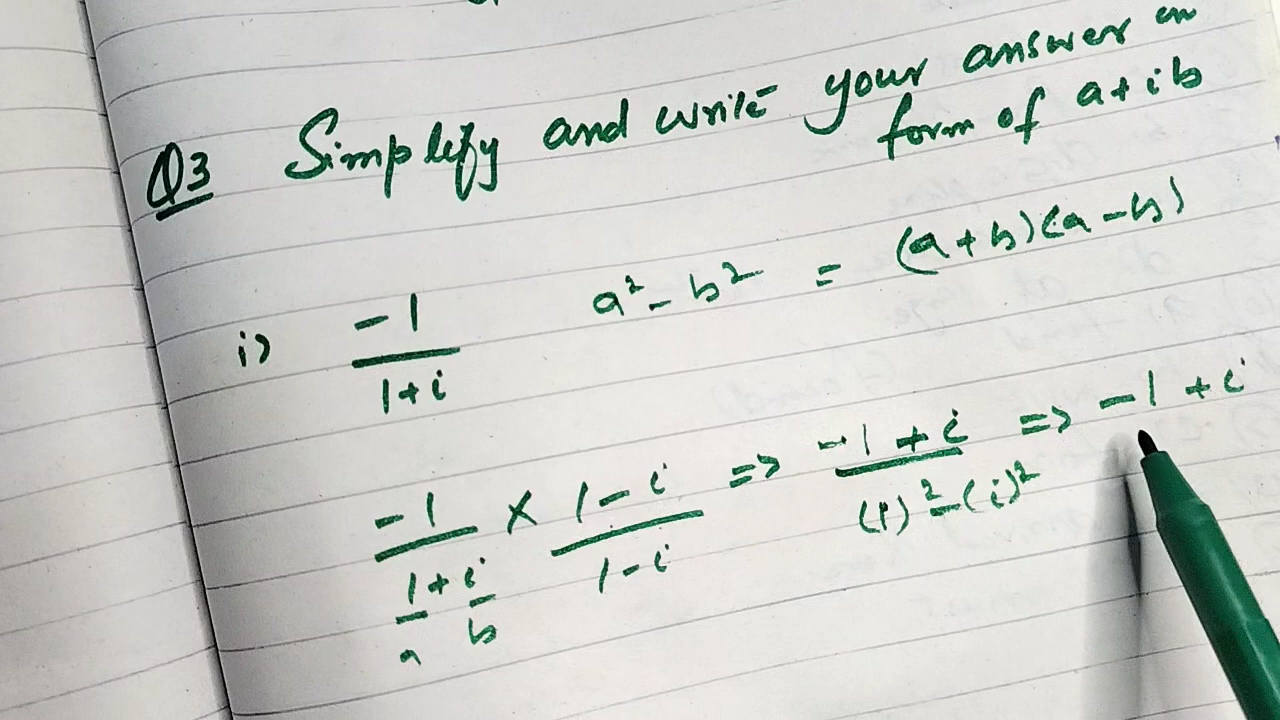 Q3 Simplify and write your answer in
form of a+ib
i) -1/1+i a² - b² = (a+b)(a-b)
-1/1+i × 1-i/1-i => -1+i/(1)²-(i)² => -1+i
a b